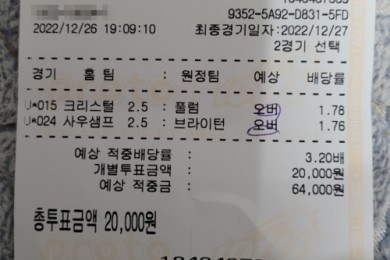 9352-5A92-D831-5FD
2022/12/26 19:09:10 최종경기일자:2022/12/27
2경기 선택
경기 홈팀 : 원정팀 예상 배당률
U*015 크리스털 2.5 : 풀럼 오버 1.78
U*024 사우샘프 2.5 : 브라이턴 오버 1.76
예상 적중배당률 : 3.20배
개별투표금액 : 20,000원
예상 적중금 : 64,000원
총투표금액 20,000원